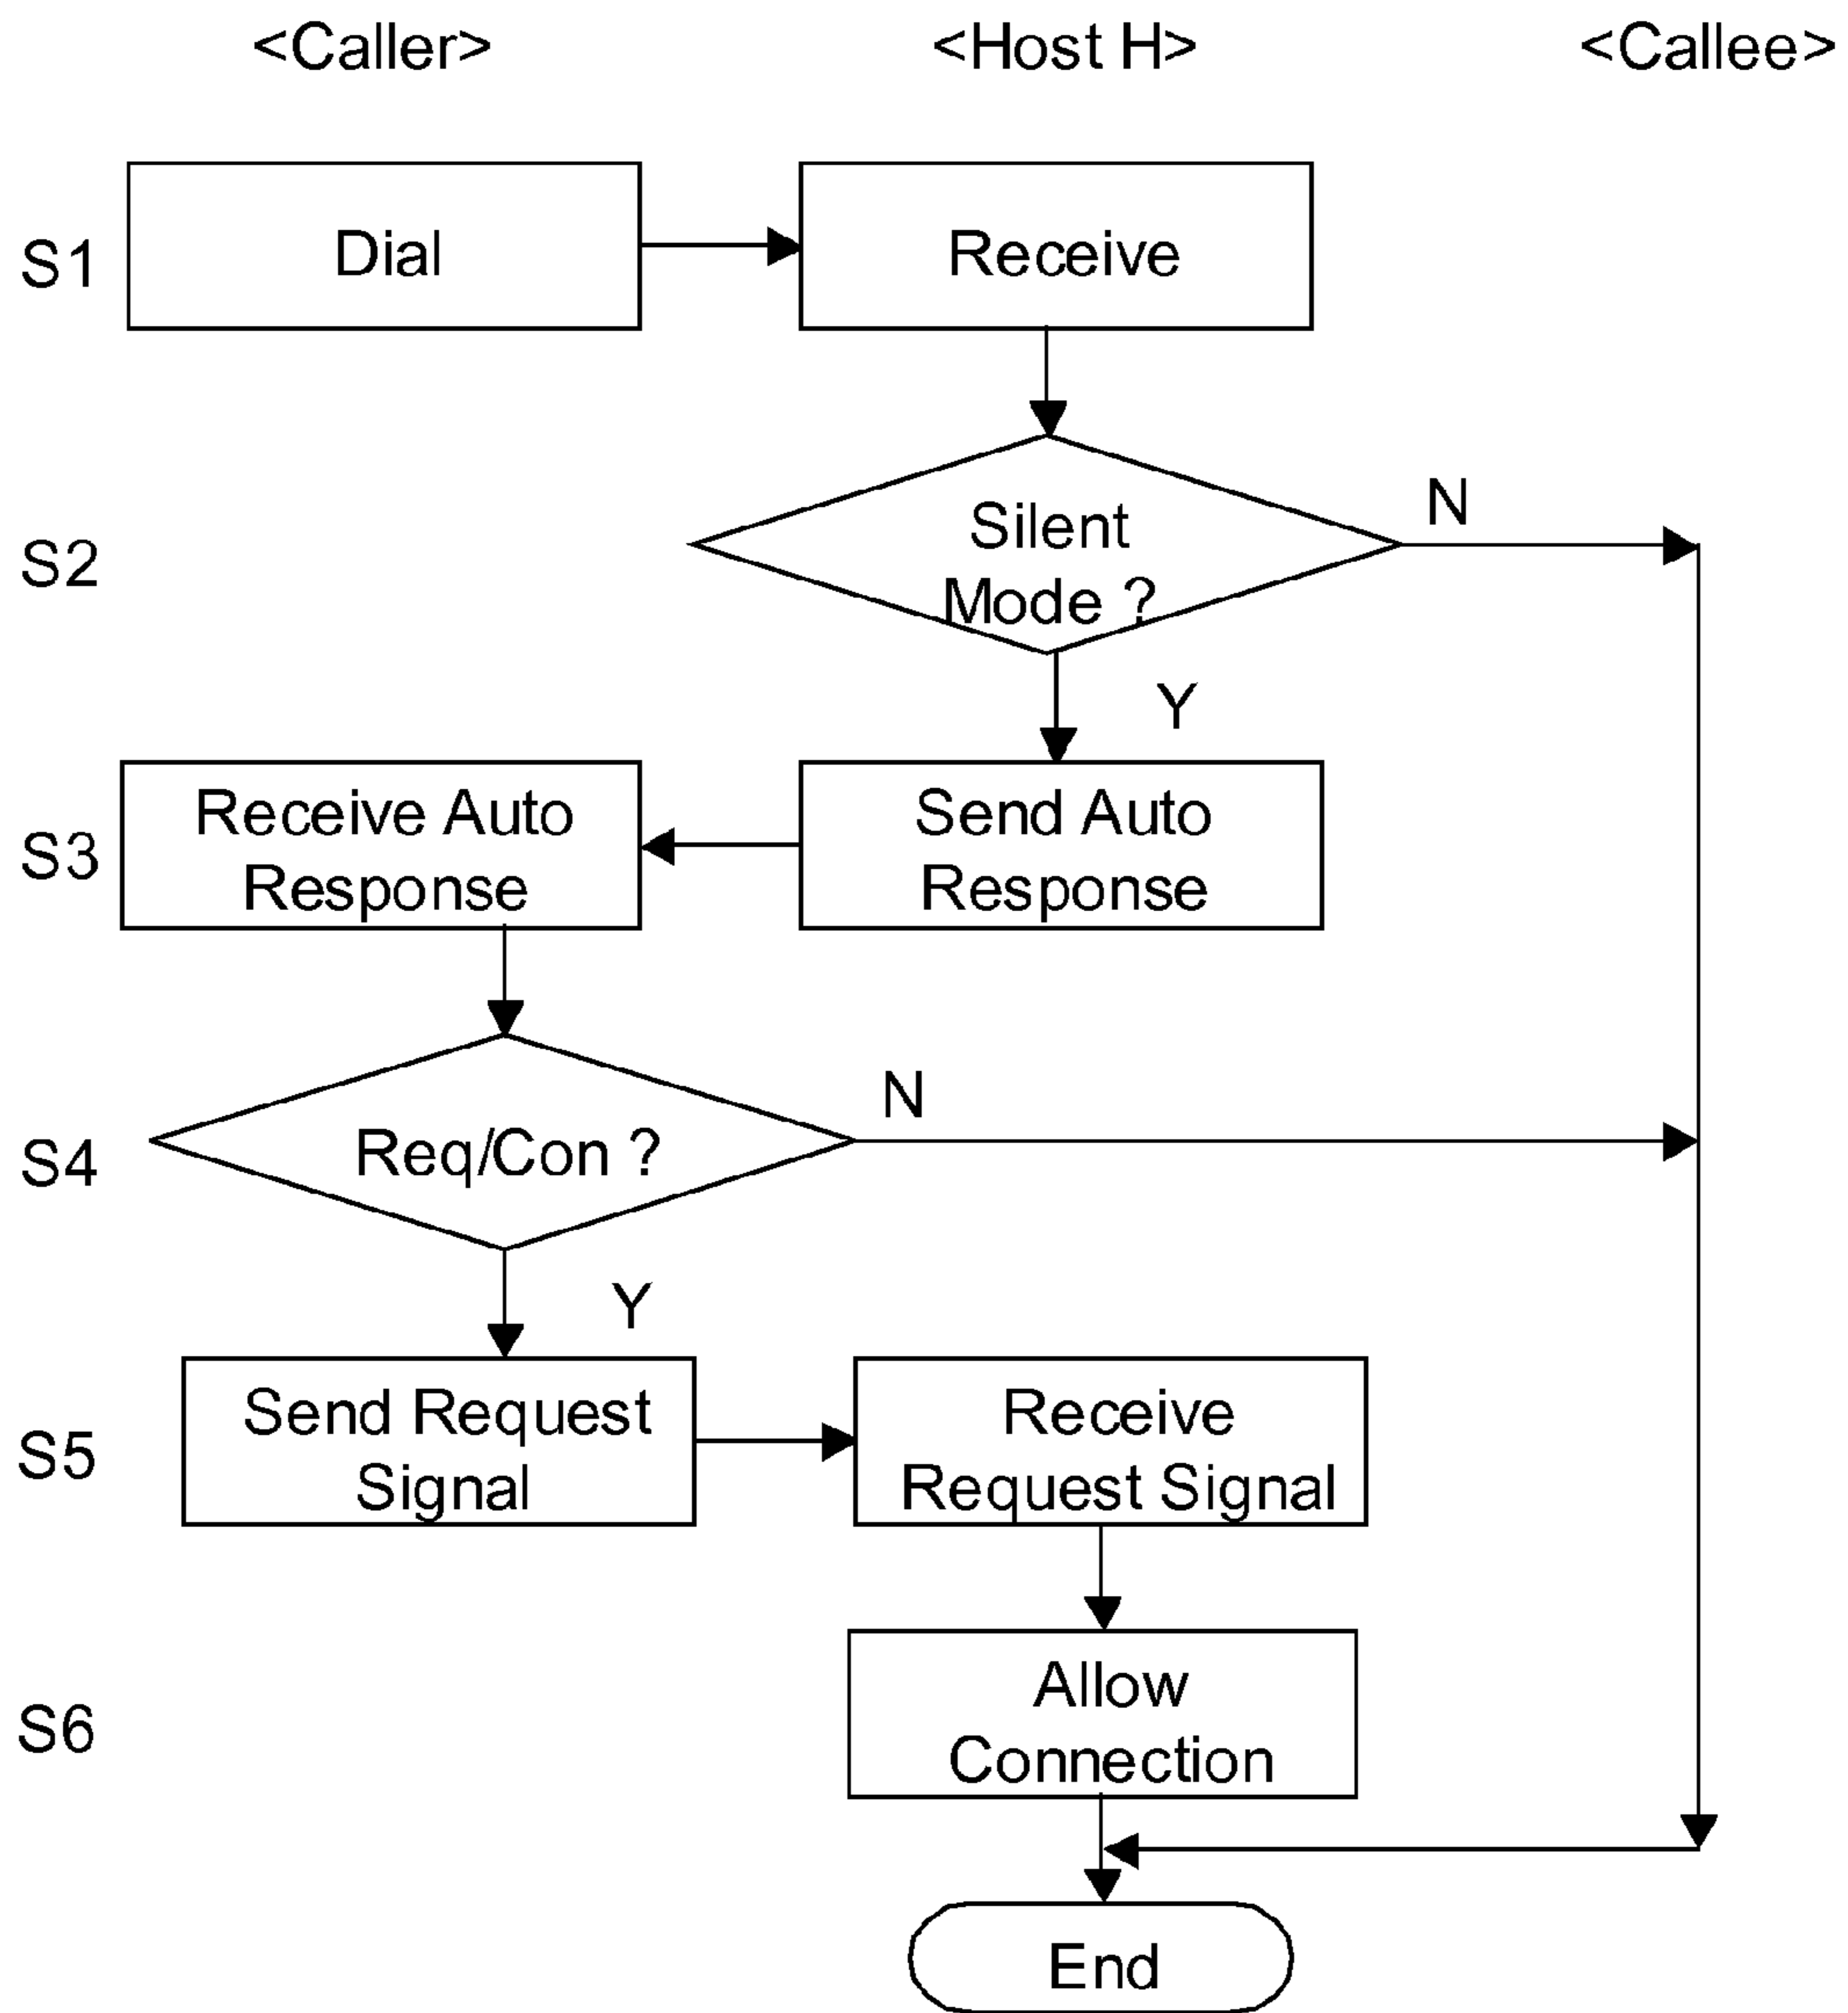 <Caller>
<Host H>
<Callee>
S1
Dial
Receive
S2
Silent
Mode ?
N
Y
S3
Receive Auto
Response
Send Auto
Response
S4
Req/Con ?
N
Y
S5
Send Request
Signal
Receive
Request Signal
S6
Allow
Connection
End